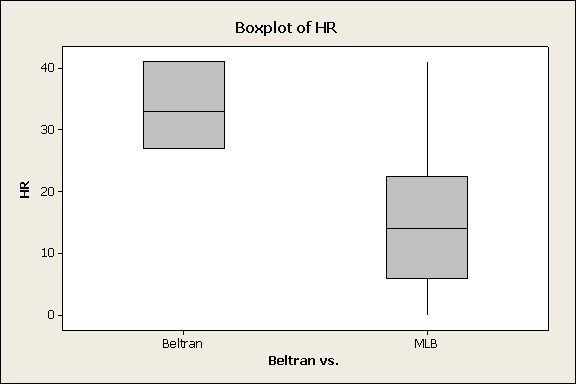 Boxplot of HR
40
30
20
10
0
HR
Beltran MLB
Beltran vs.